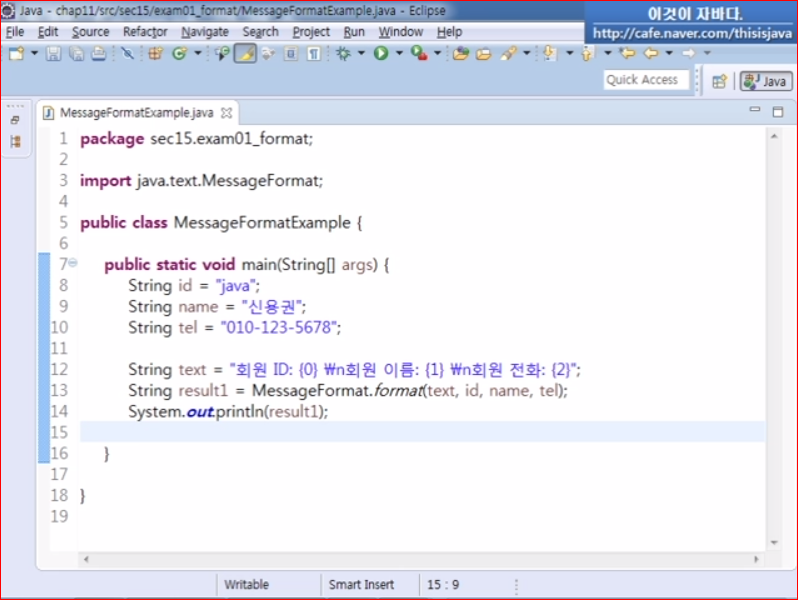 Java - chap11/src/sec15/exam01_format/MessageFormatExample.java - Eclipse
이것이 자바다.
http://cafe.naver.com/thisisjava
File Edit Source Refactor Navigate Search Project Run Window Help
Quick Access
Java
MessageFormatExample.java
1 package sec15.exam01_format;
2
3 import java.text.MessageFormat;
4
5 public class MessageFormatExample {
6
7 public static void main(String[] args) {
8 String id = "java";
9 String name = "신용권";
10 String tel = "010-123-5678";
11
12 String text = "회원 ID: {0} ₩n회원 이름: {1} ₩n회원 전화: {2}";
13 String result1 = MessageFormat.format(text, id, name, tel);
14 System.out.println(result1);
15
16 }
17
18 }
19
Writable Smart Insert 15 : 9